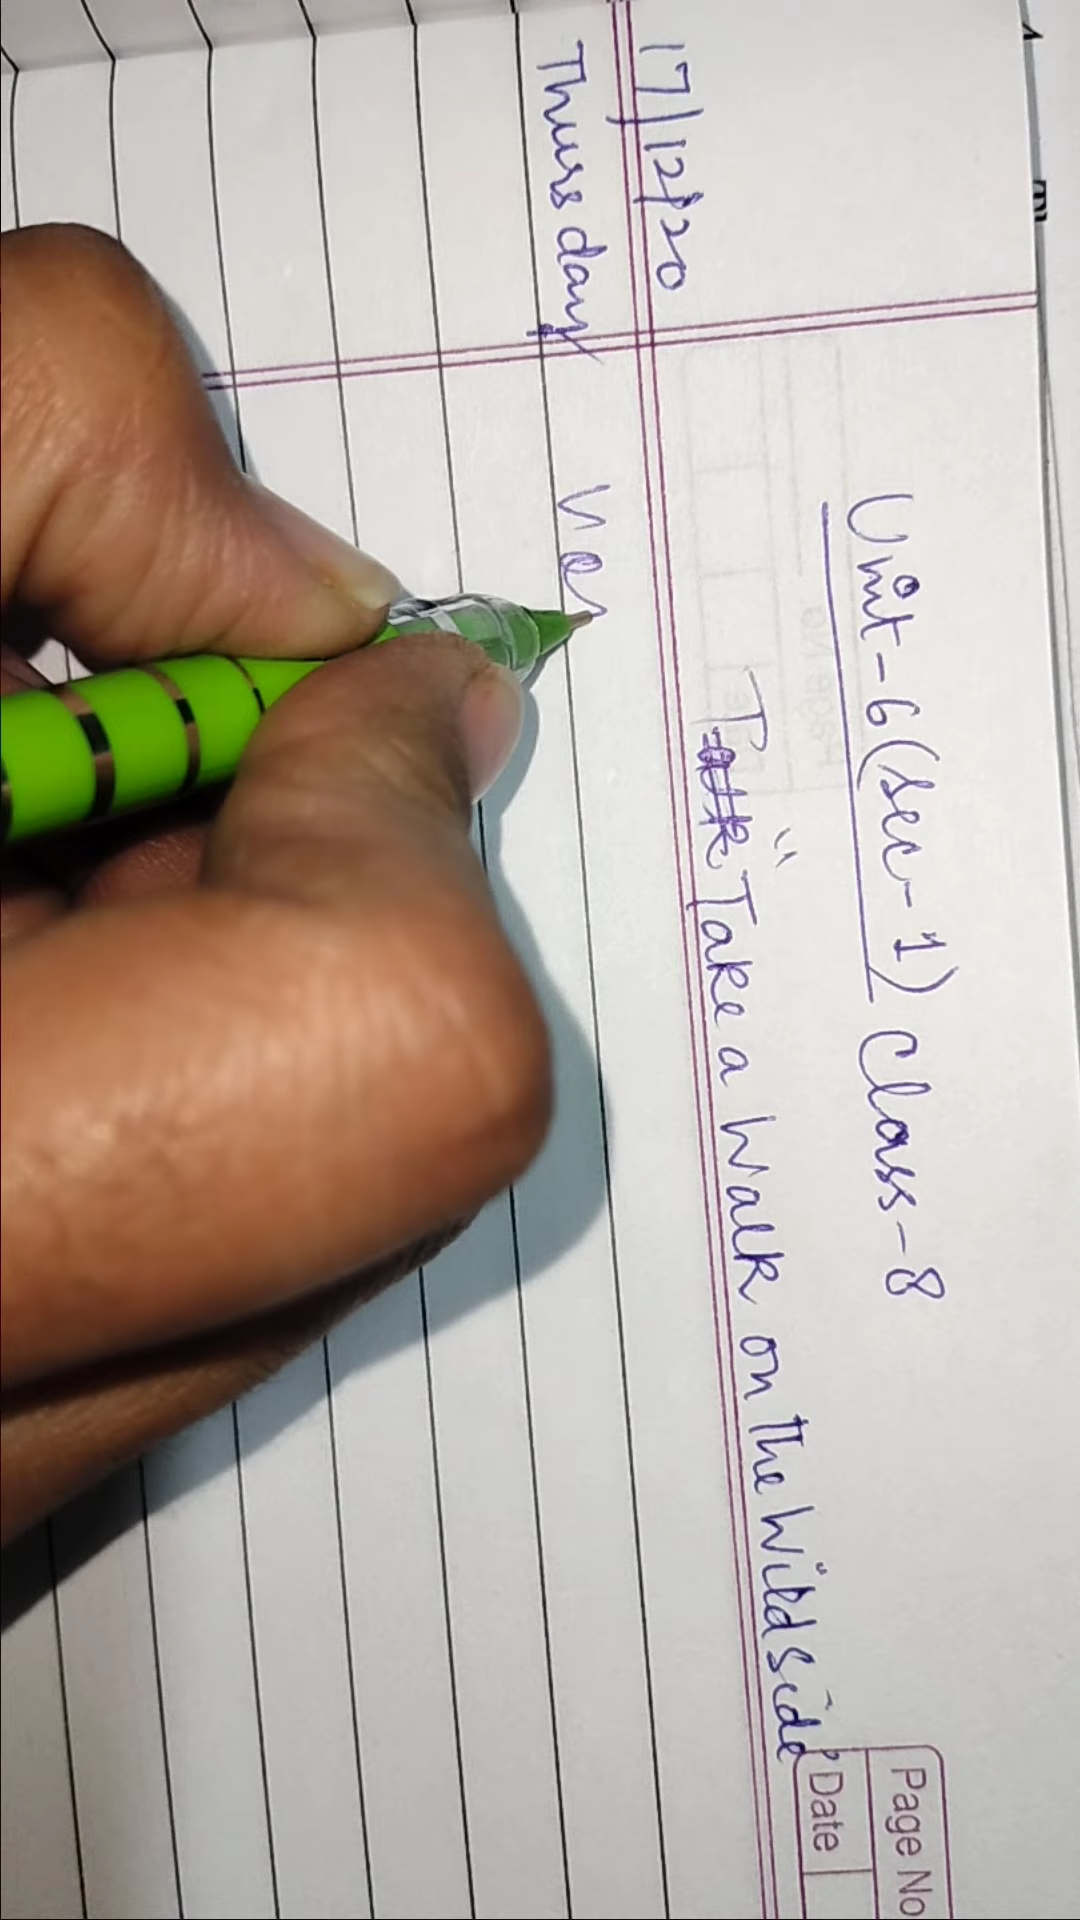 Unit-6(Sec-1) Class-8
Page No
"Take a Walk on the Wild Side"
Date
17/12/20
Thursday